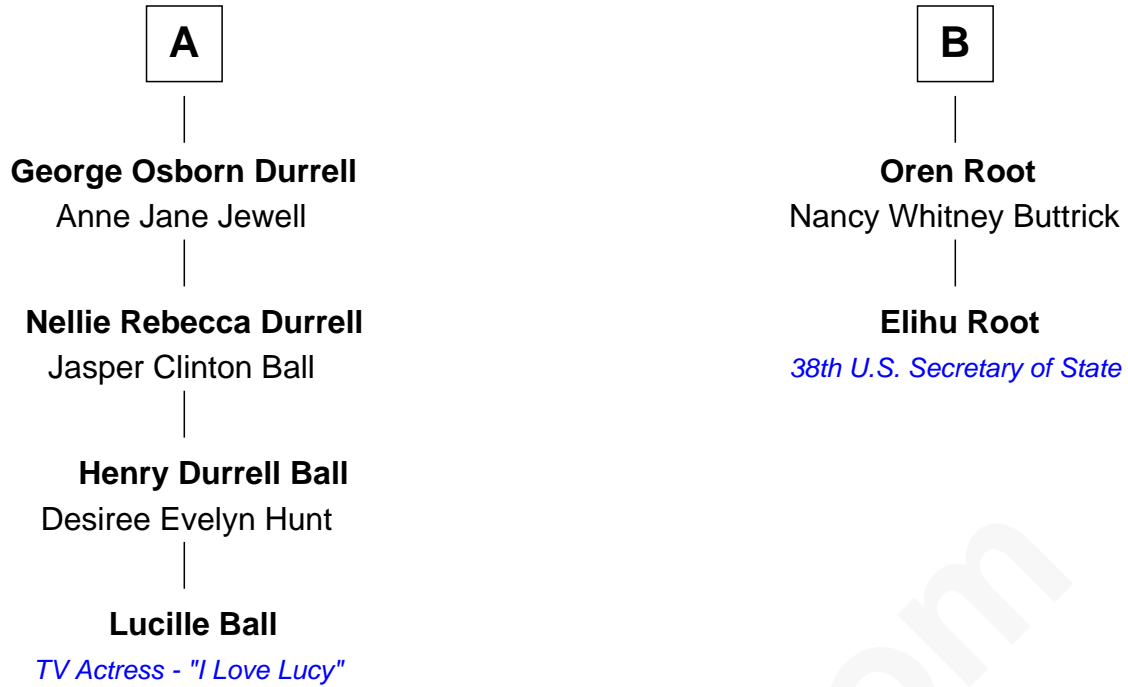 A
B
George Osborn Durrell
Anne Jane Jewell
Oren Root
Nancy Whitney Buttrick
Nellie Rebecca Durrell
Jasper Clinton Ball
Elihu Root
38th U.S. Secretary of State
Henry Durrell Ball
Desiree Evelyn Hunt
Lucille Ball
TV Actress - "I Love Lucy"
om